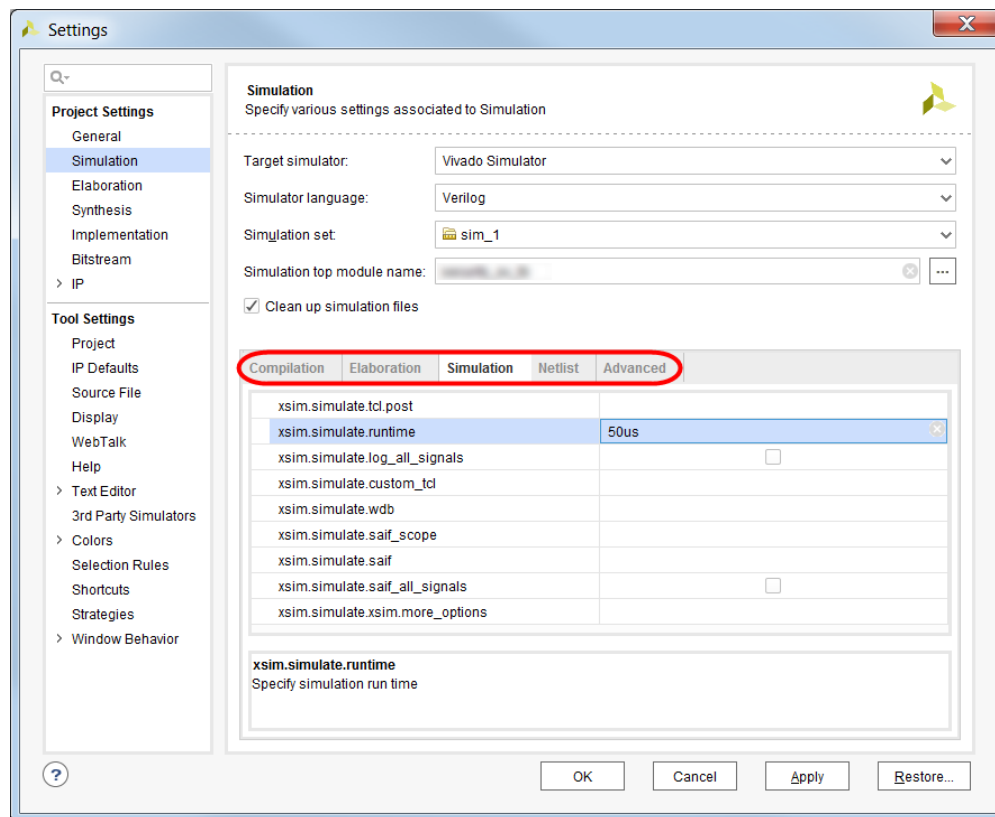 Settings
Project Settings
General
Simulation
Elaboration
Synthesis
Implementation
Bitstream
> IP
Tool Settings
Project
IP Defaults
Source File
Display
WebTalk
Help
> Text Editor
3rd Party Simulators
> Colors
Selection Rules
Shortcuts
Strategies
> Window Behavior
Simulation
Specify various settings associated to Simulation
Target simulator: Vivado Simulator
Simulator language: Verilog
Simulation set: sim_1
Simulation top module name: ...
Clean up simulation files
Compilation Elaboration Simulation Netlist Advanced
xsim.simulate.tcl.post
xsim.simulate.runtime 50us
xsim.simulate.log_all_signals
xsim.simulate.custom_tcl
xsim.simulate.wdb
xsim.simulate.saif_scope
xsim.simulate.saif
xsim.simulate.saif_all_signals
xsim.simulate.xsim.more_options
xsim.simulate.runtime
Specify simulation run time
? OK Cancel Apply Restore...